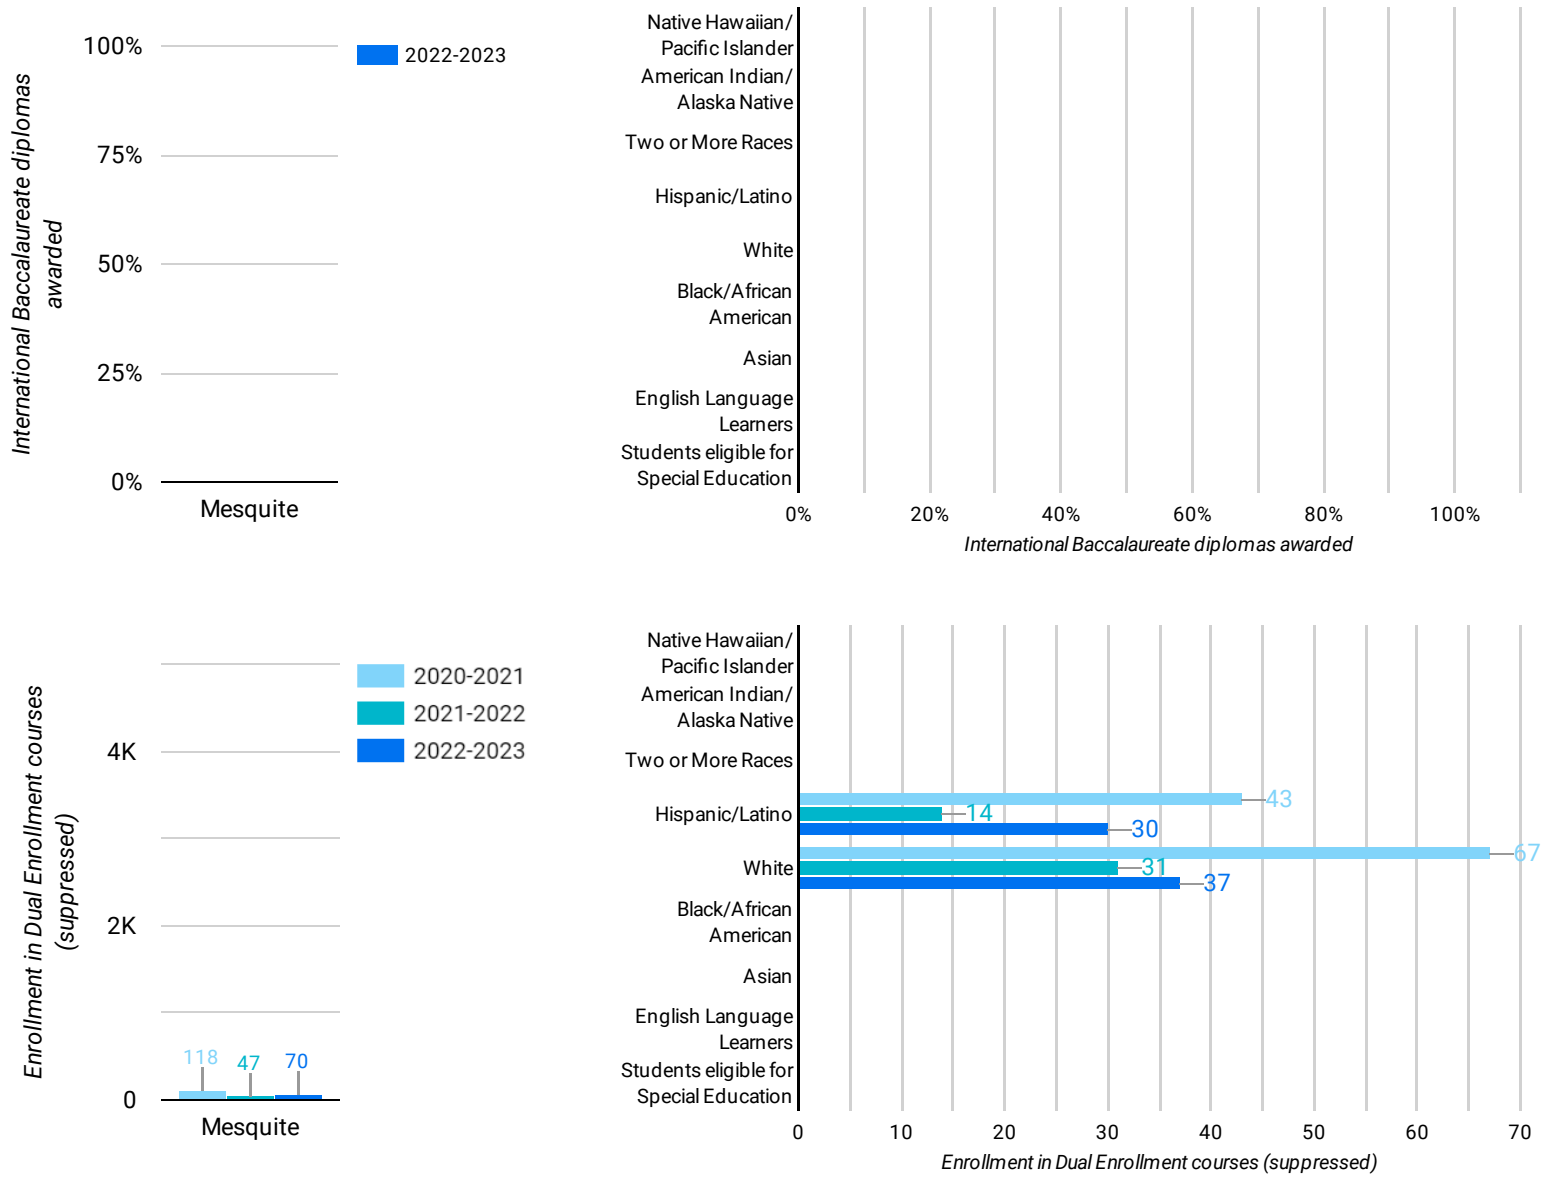 International Baccalaureate diplomas
awarded
100%
75%
50%
25%
0%
Mesquite
2022-2023
Native Hawaiian/
Pacific Islander
American Indian/
Alaska Native
Two or More Races
Hispanic/Latino
White
Black/African
American
Asian
English Language
Learners
Students eligible for
Special Education
0% 20% 40% 60% 80% 100%
International Baccalaureate diplomas awarded
Enrollment in Dual Enrollment courses
(suppressed)
4K
2K
0
118 47 70
Mesquite
2020-2021
2021-2022
2022-2023
Native Hawaiian/
Pacific Islander
American Indian/
Alaska Native
Two or More Races
Hispanic/Latino
43
14
30
White
67
31
37
Black/African
American
Asian
English Language
Learners
Students eligible for
Special Education
0 10 20 30 40 50 60 70
Enrollment in Dual Enrollment courses (suppressed)